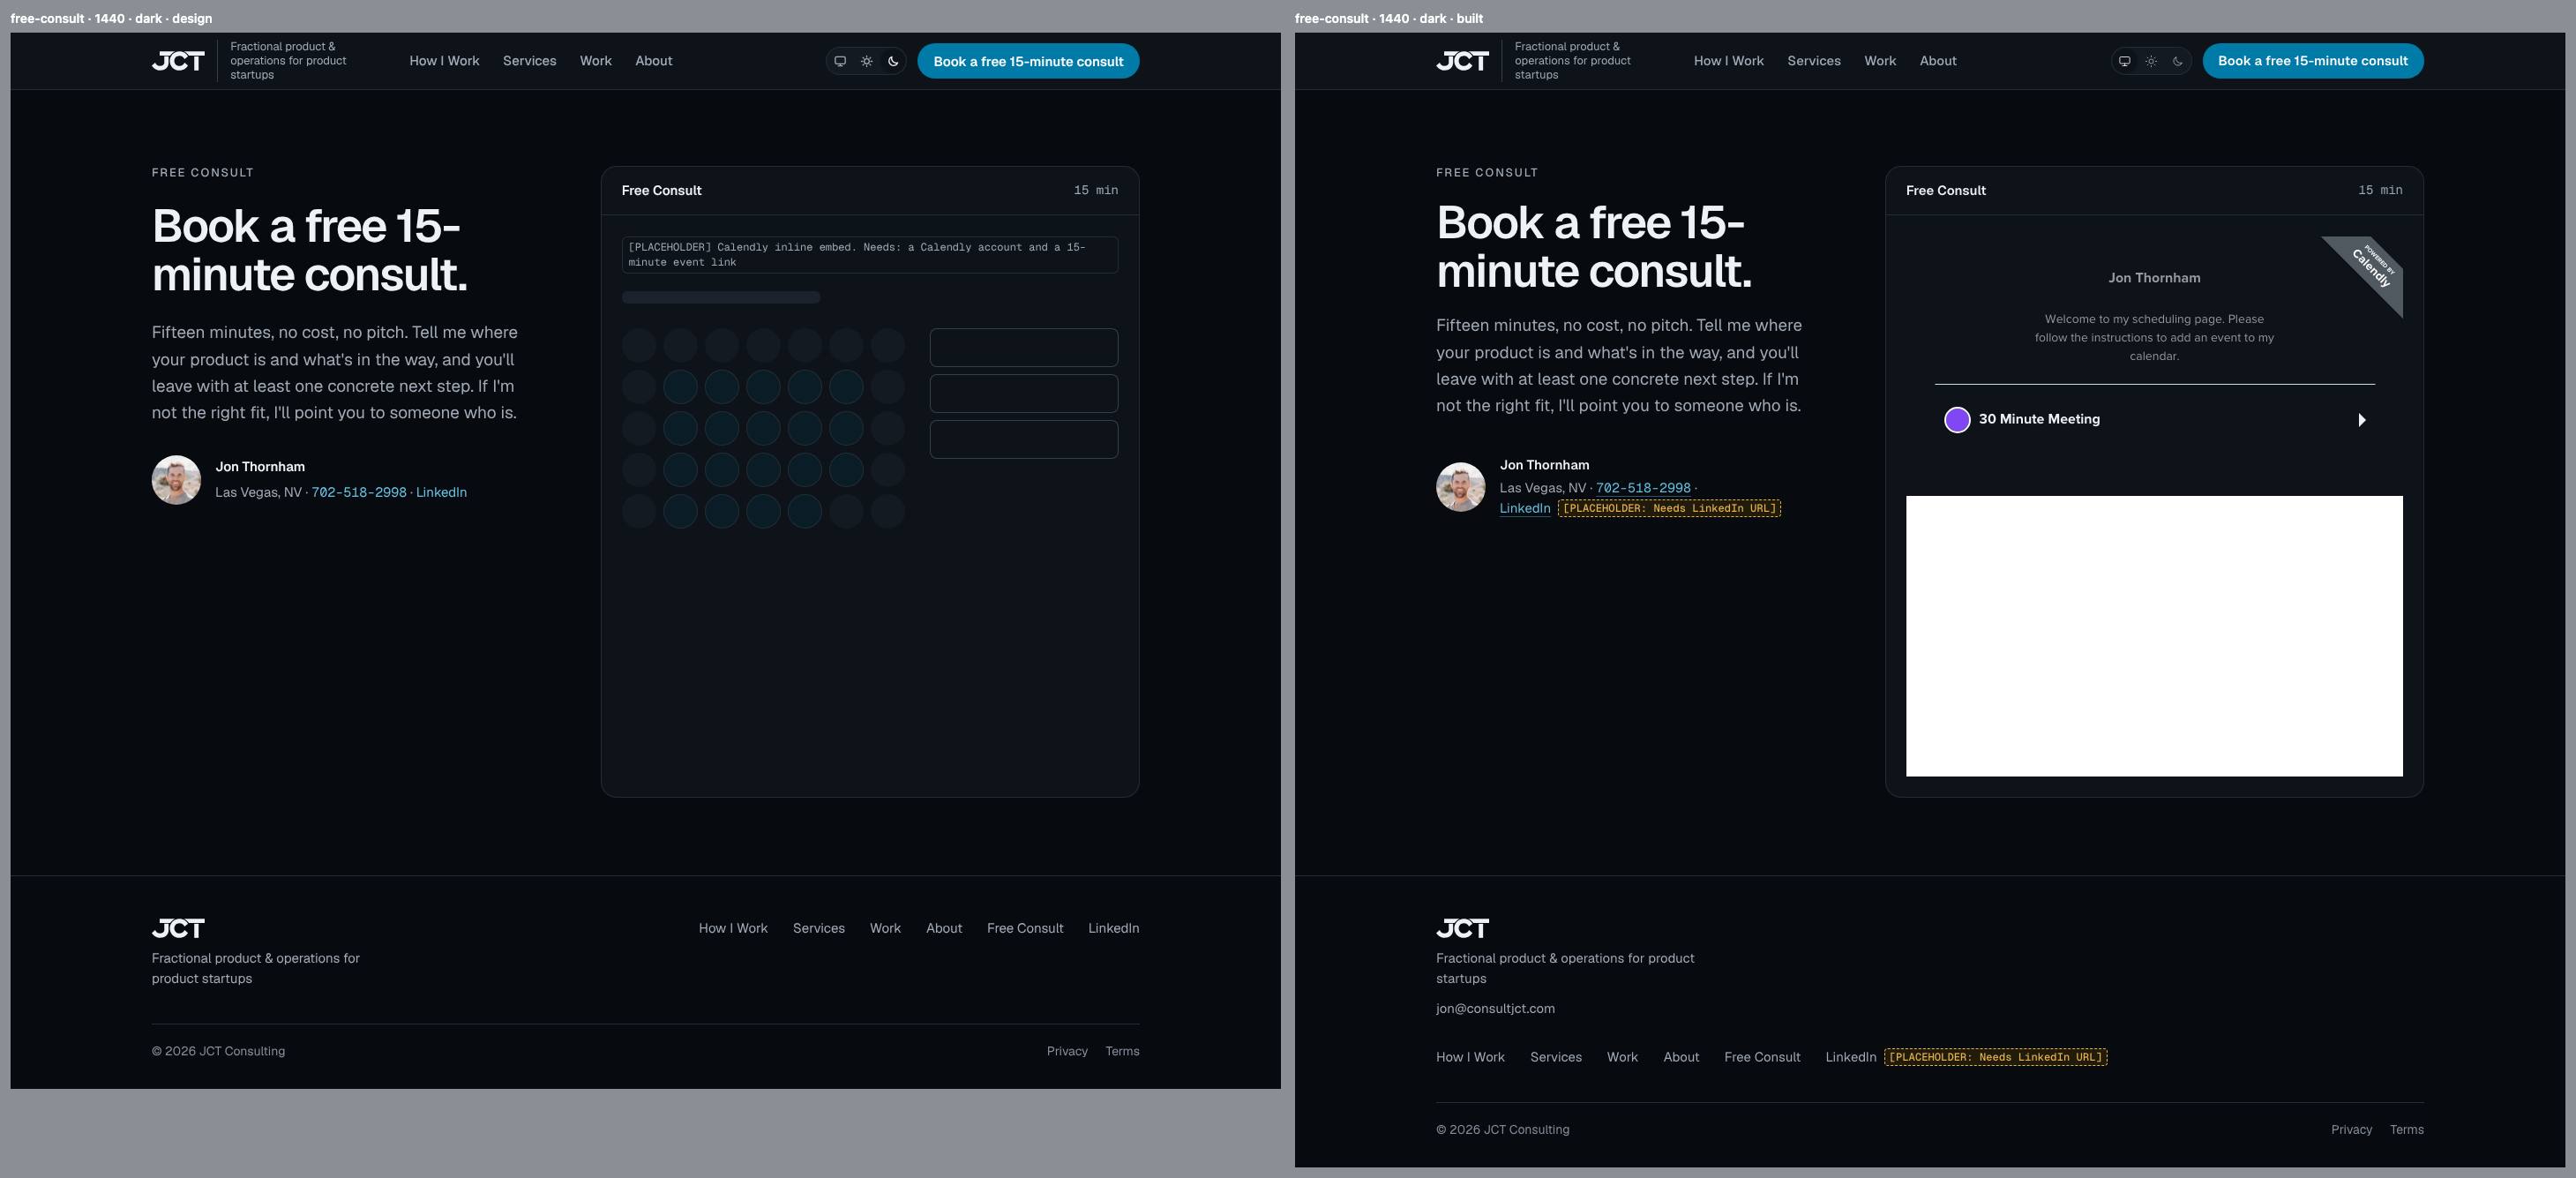 free-consult · 1440 · dark · design
JCT
Fractional product &
operations for product
startups
How I Work
Services
Work
About
Book a free 15-minute consult
FREE CONSULT
Book a free 15-
minute consult.
Fifteen minutes, no cost, no pitch. Tell me where
your product is and what's in the way, and you'll
leave with at least one concrete next step. If I'm
not the right fit, I'll point you to someone who is.
Jon Thornham
Las Vegas, NV · 702-518-2998 · LinkedIn
Free Consult
15 min
[PLACEHOLDER] Calendly inline embed. Needs: a Calendly account and a 15-
minute event link
JCT
Fractional product & operations for
product startups
How I Work
Services
Work
About
Free Consult
LinkedIn
© 2026 JCT Consulting
Privacy
Terms
free-consult · 1440 · dark · built
JCT
Fractional product &
operations for product
startups
How I Work
Services
Work
About
Book a free 15-minute consult
FREE CONSULT
Book a free 15-
minute consult.
Fifteen minutes, no cost, no pitch. Tell me where
your product is and what's in the way, and you'll
leave with at least one concrete next step. If I'm
not the right fit, I'll point you to someone who is.
Jon Thornham
Las Vegas, NV · 702-518-2998 ·
LinkedIn [PLACEHOLDER: Needs LinkedIn URL]
Free Consult
15 min
POWERED BY
Calendly
Jon Thornham
Welcome to my scheduling page. Please
follow the instructions to add an event to my
calendar.
30 Minute Meeting
JCT
Fractional product & operations for product
startups
jon@consultjct.com
How I Work
Services
Work
About
Free Consult
LinkedIn [PLACEHOLDER: Needs LinkedIn URL]
© 2026 JCT Consulting
Privacy
Terms